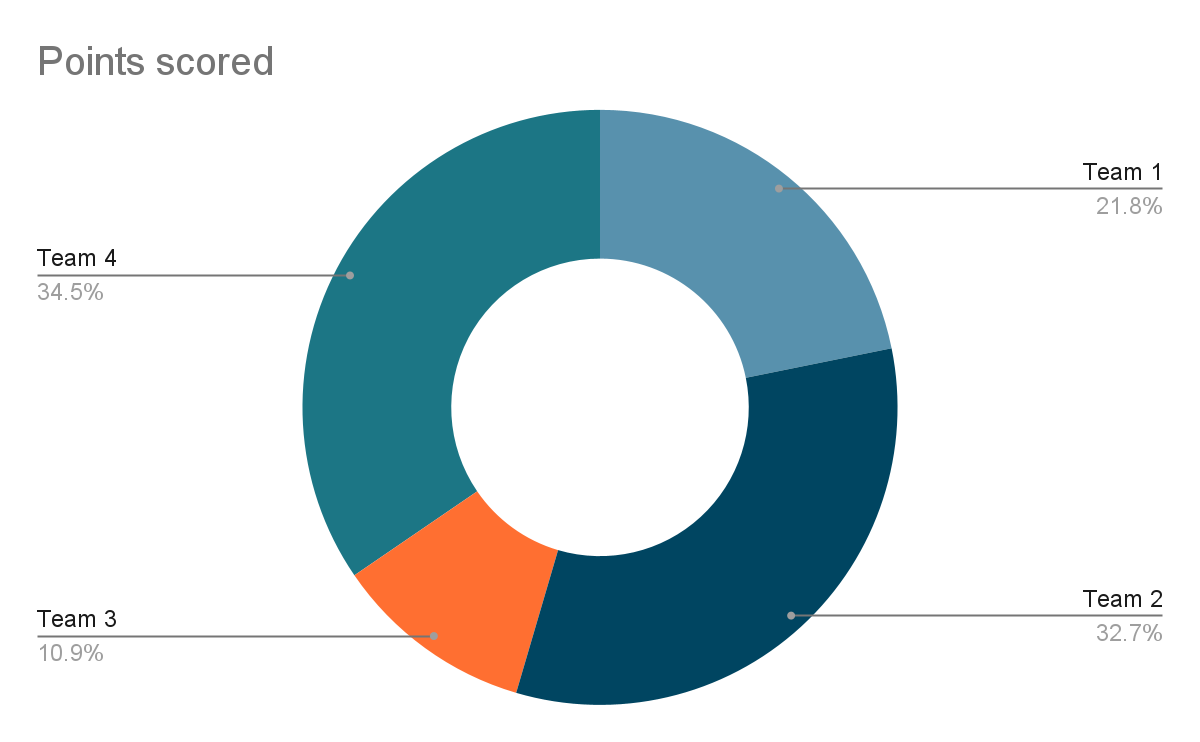 Points scored
Team 1
21.8%
Team 4
34.5%
Team 2
32.7%
Team 3
10.9%